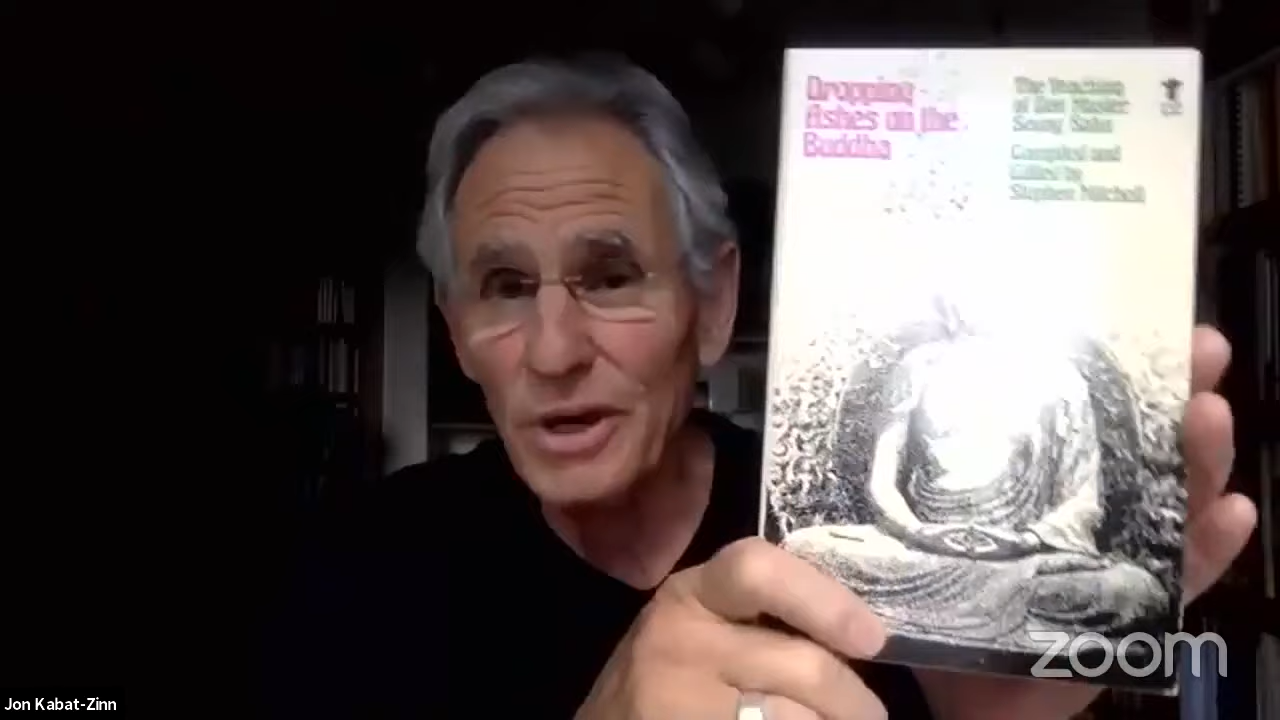 Dropping
Ashes on the
Buddha
The Teaching
of Zen Master
Seung Sahn
Compiled and
Edited by
Stephen Mitchell
zoom
Jon Kabat-Zinn